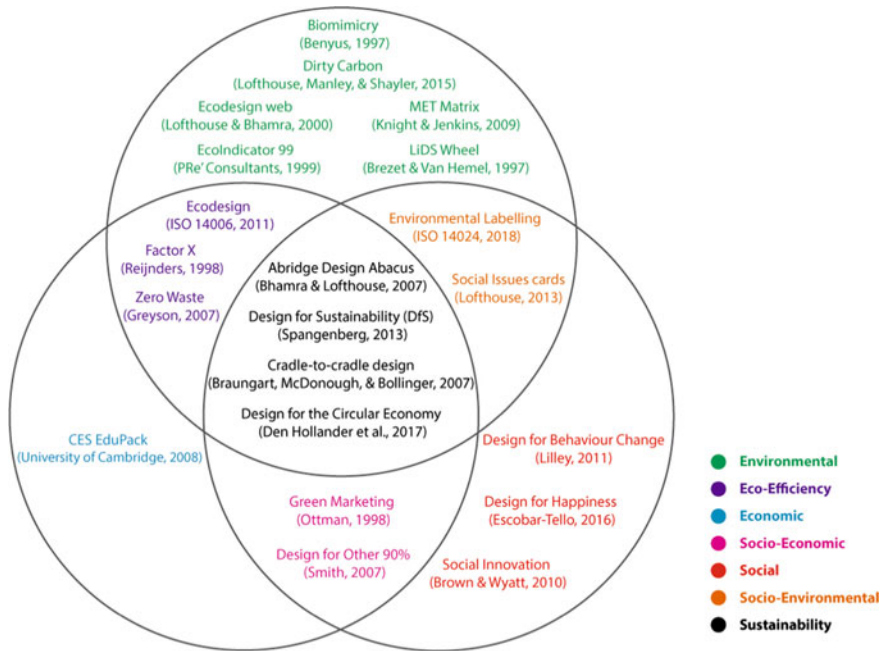 Biomimicry
(Benyus, 1997)
Dirty Carbon
(Lofthouse, Manley, & Shayler, 2015)
Ecodesign web
(Lofthouse & Bhamra, 2000)
MET Matrix
(Knight & Jenkins, 2009)
EcoIndicator 99
(PRe' Consultants, 1999)
LiDS Wheel
(Brezet & Van Hemel, 1997)
Ecodesign
(ISO 14006, 2011)
Environmental Labelling
(ISO 14024, 2018)
Factor X
(Reijnders, 1998)
Zero Waste
(Greyson, 2007)
Abridge Design Abacus
(Bhamra & Lofthouse, 2007)
Design for Sustainability (DfS)
(Spangenberg, 2013)
Cradle-to-cradle design
(Braungart, McDonough, & Bollinger, 2007)
Design for the Circular Economy
(Den Hollander et al., 2017)
Social Issues cards
(Lofthouse, 2013)
CES EduPack
(University of Cambridge, 2008)
Design for Behaviour Change
(Lilley, 2011)
Green Marketing
(Ottman, 1998)
Design for Happiness
(Escobar-Tello, 2016)
Design for Other 90%
(Smith, 2007)
Social Innovation
(Brown & Wyatt, 2010)
Environmental
Eco-Efficiency
Economic
Socio-Economic
Social
Socio-Environmental
Sustainability